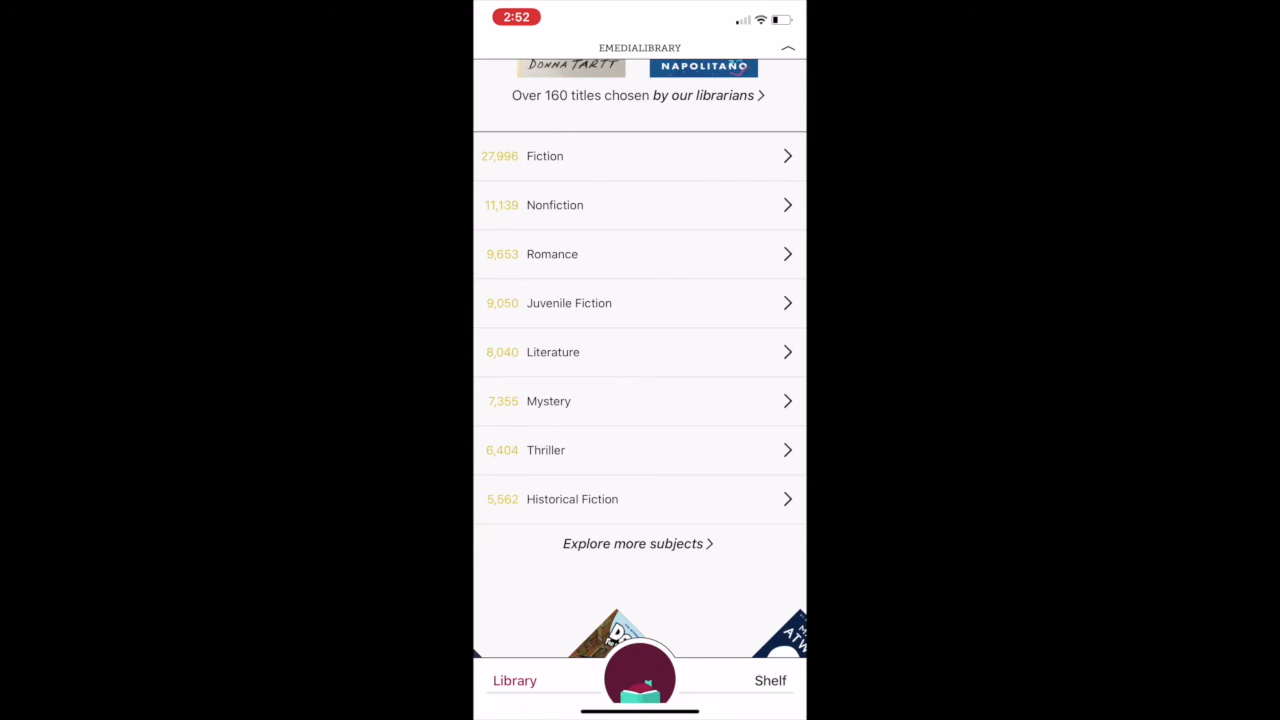 2:52
EMEDIALIBRARY
DONNA TARTT
NAPOLITANO
Over 160 titles chosen by our librarians >
27,996 Fiction
11,139 Nonfiction
9,653 Romance
9,050 Juvenile Fiction
8,040 Literature
7,355 Mystery
6,404 Thriller
5,562 Historical Fiction
Explore more subjects >
Library
Shelf